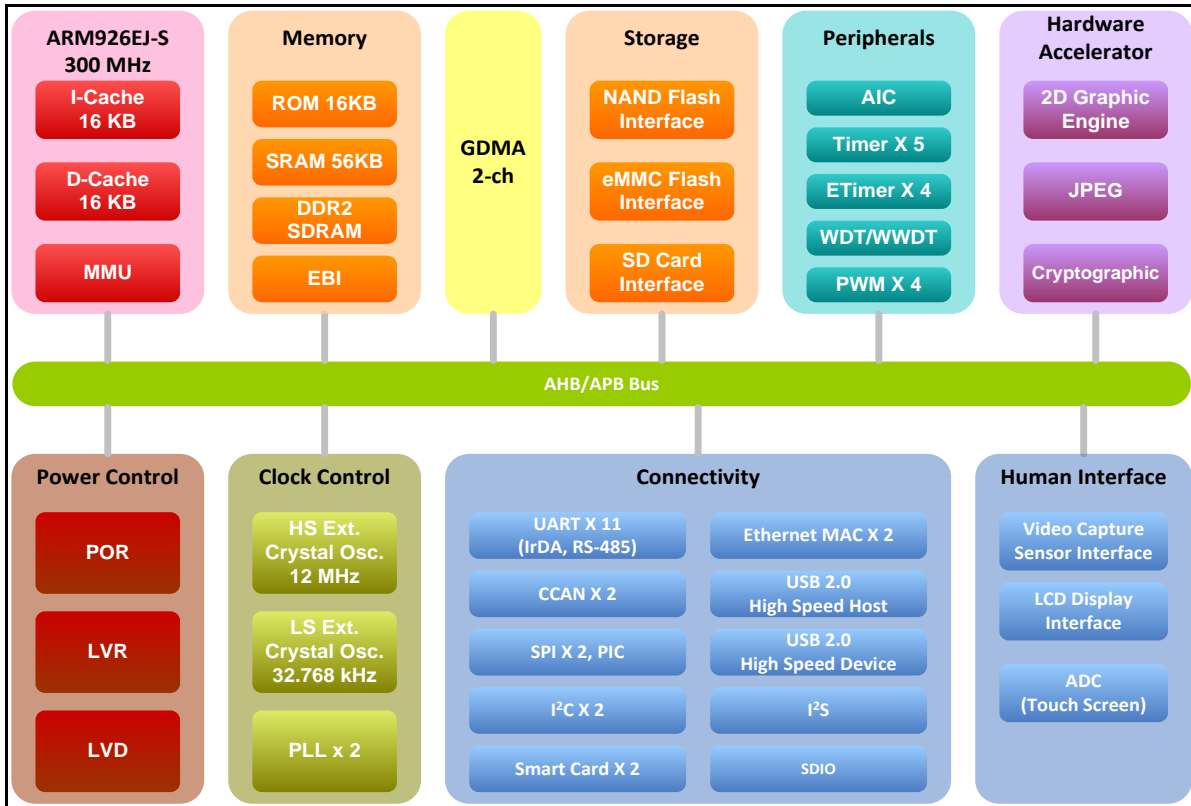 ARM926EJ-S
300 MHz
I-Cache
16 KB
D-Cache
16 KB
MMU
Memory
ROM 16KB
SRAM 56KB
DDR2
SDRAM
EBI
GDMA
2-ch
Storage
NAND Flash
Interface
eMMC Flash
Interface
SD Card
Interface
Peripherals
AIC
Timer X 5
ETimer X 4
WDT/WWDT
PWM X 4
Hardware
Accelerator
2D Graphic
Engine
JPEG
Cryptographic
AHB/APB Bus
Power Control
POR
LVR
LVD
Clock Control
HS Ext.
Crystal Osc.
12 MHz
LS Ext.
Crystal Osc.
32.768 kHz
PLL x 2
Connectivity
UART X 11
(IrDA, RS-485)
CCAN X 2
SPI X 2, PIC
I²C X 2
Smart Card X 2
Ethernet MAC X 2
USB 2.0
High Speed Host
USB 2.0
High Speed Device
I²S
SDIO
Human Interface
Video Capture
Sensor Interface
LCD Display
Interface
ADC
(Touch Screen)